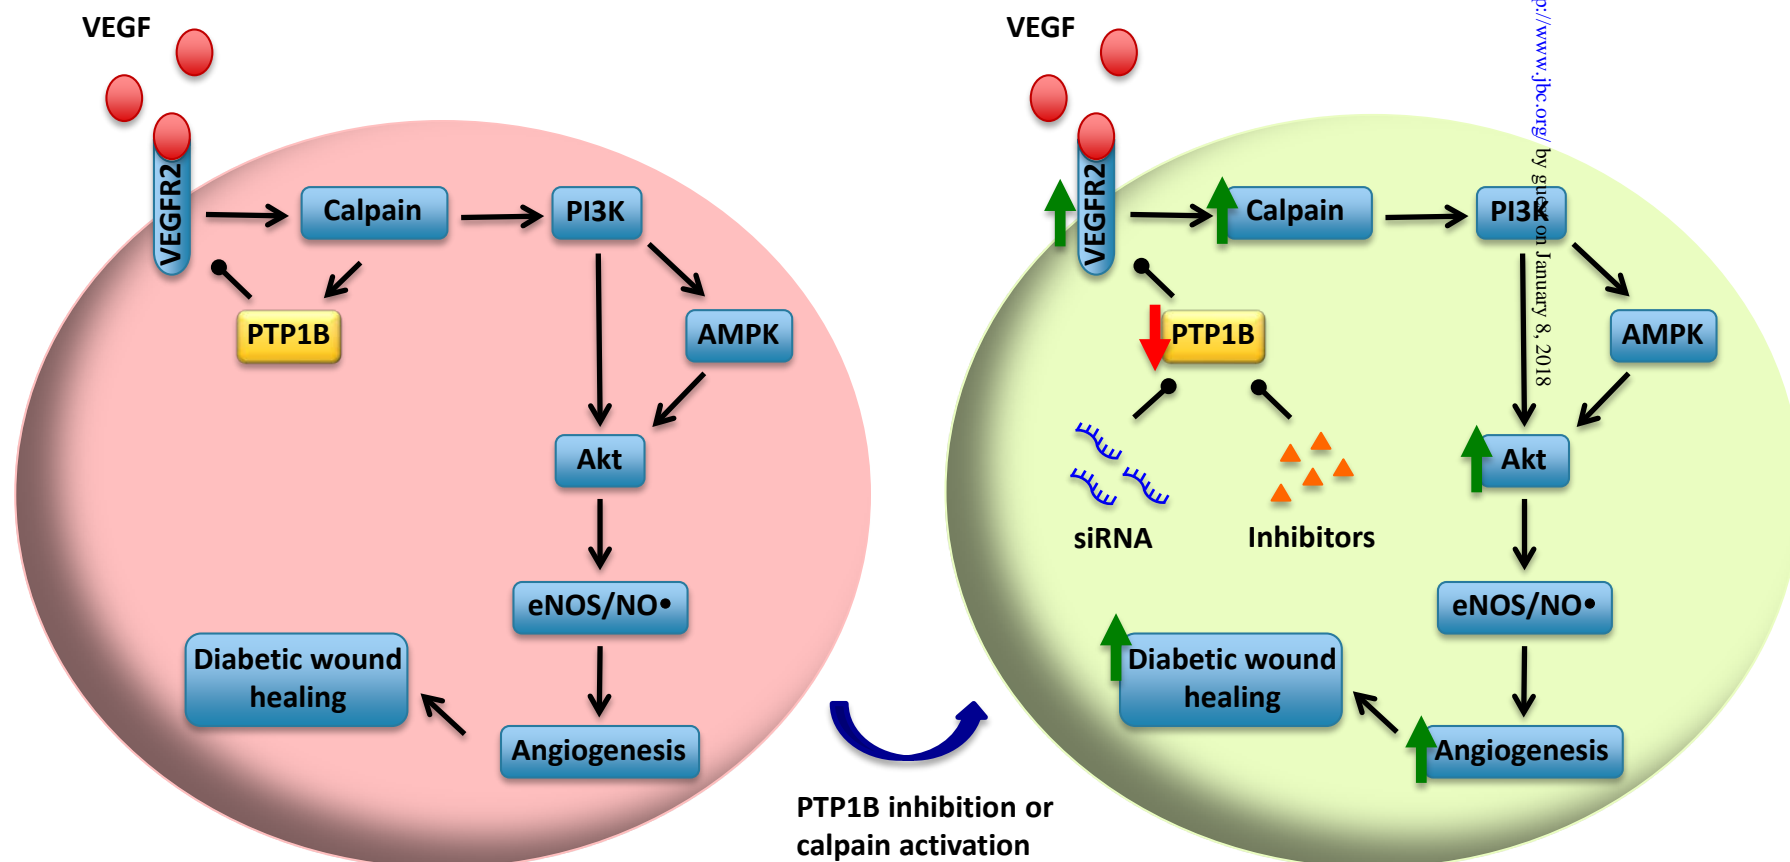 VEGF
VEGFR2
Calpain
PI3K
PTP1B
AMPK
Akt
eNOS/NO•
Diabetic wound
healing
Angiogenesis
PTP1B inhibition or
calpain activation
VEGF
VEGFR2
Calpain
PI3K
PTP1B
AMPK
Akt
siRNA
Inhibitors
eNOS/NO•
Diabetic wound
healing
Angiogenesis
p://www.jbc.org/ by guest on January 8, 2018